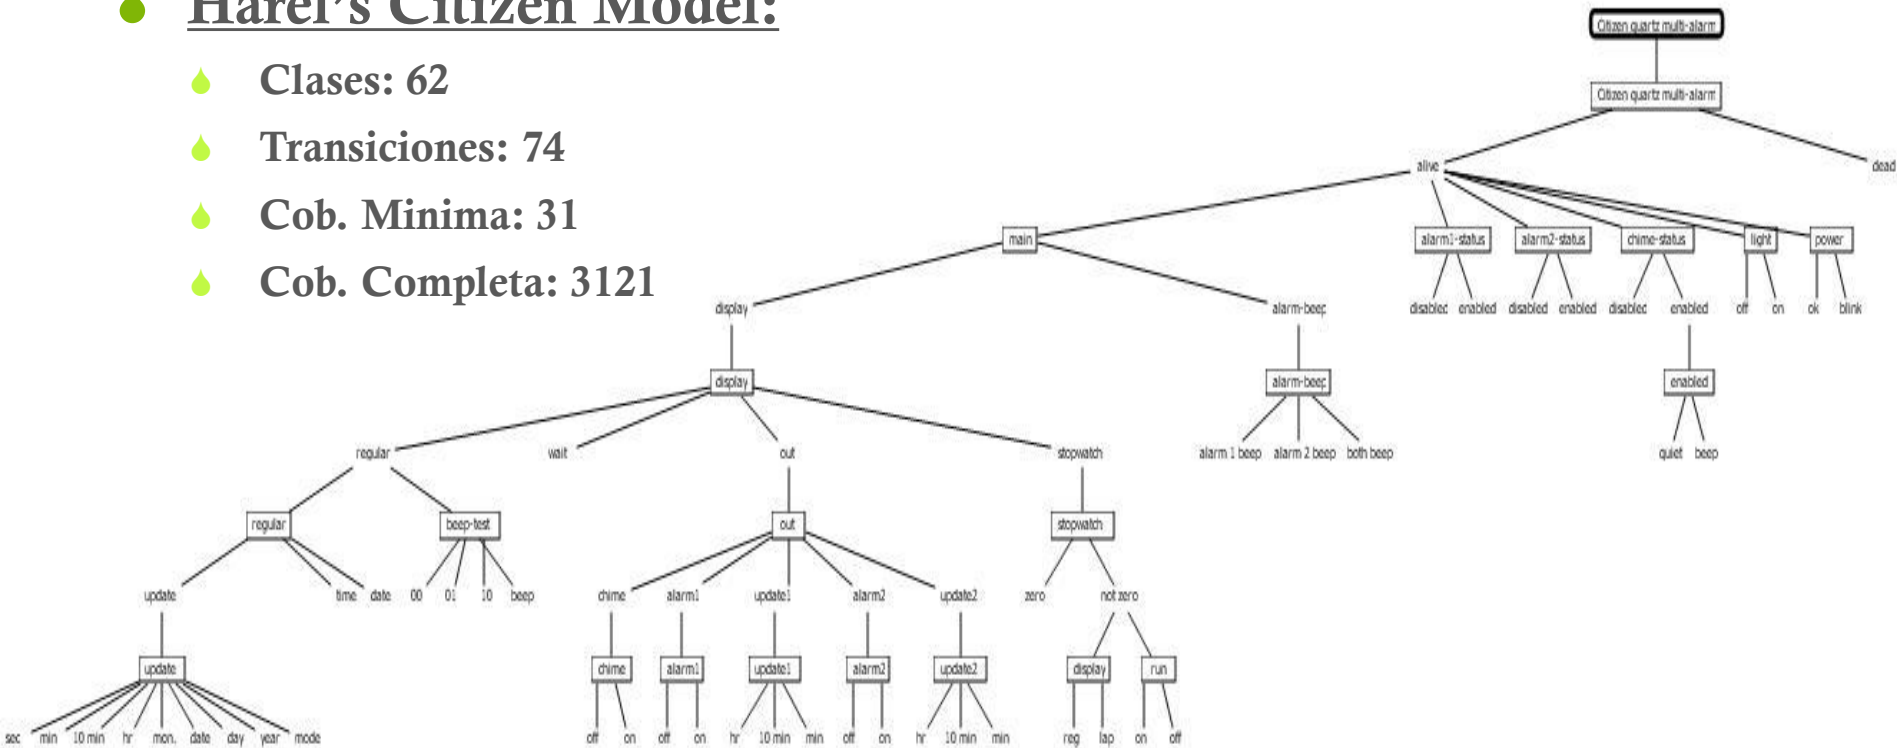 Harel's Citizen Model:
Clases: 62
Transiciones: 74
Cob. Minima: 31
Cob. Completa: 3121
Citizen quartz multi-alarm
Citizen quartz multi-alarm
alive dead
main alarm1-status alarm2-status chime-status light power
display alarm-beep disabled enabled disabled enabled disabled enabled off on ok blink
display alarm-beep enabled
regular wait out stopwatch alarm 1 beep alarm 2 beep both beep quiet beep
regular beep-test out stopwatch
update time date 00 01 10 beep chime alarm1 update1 alarm2 update2 zero not zero
update chime alarm1 update1 alarm2 update2 display run
sec min 10 min hr mon. date day year mode off on off on hr 10 min min off on hr 10 min min reg lap on off